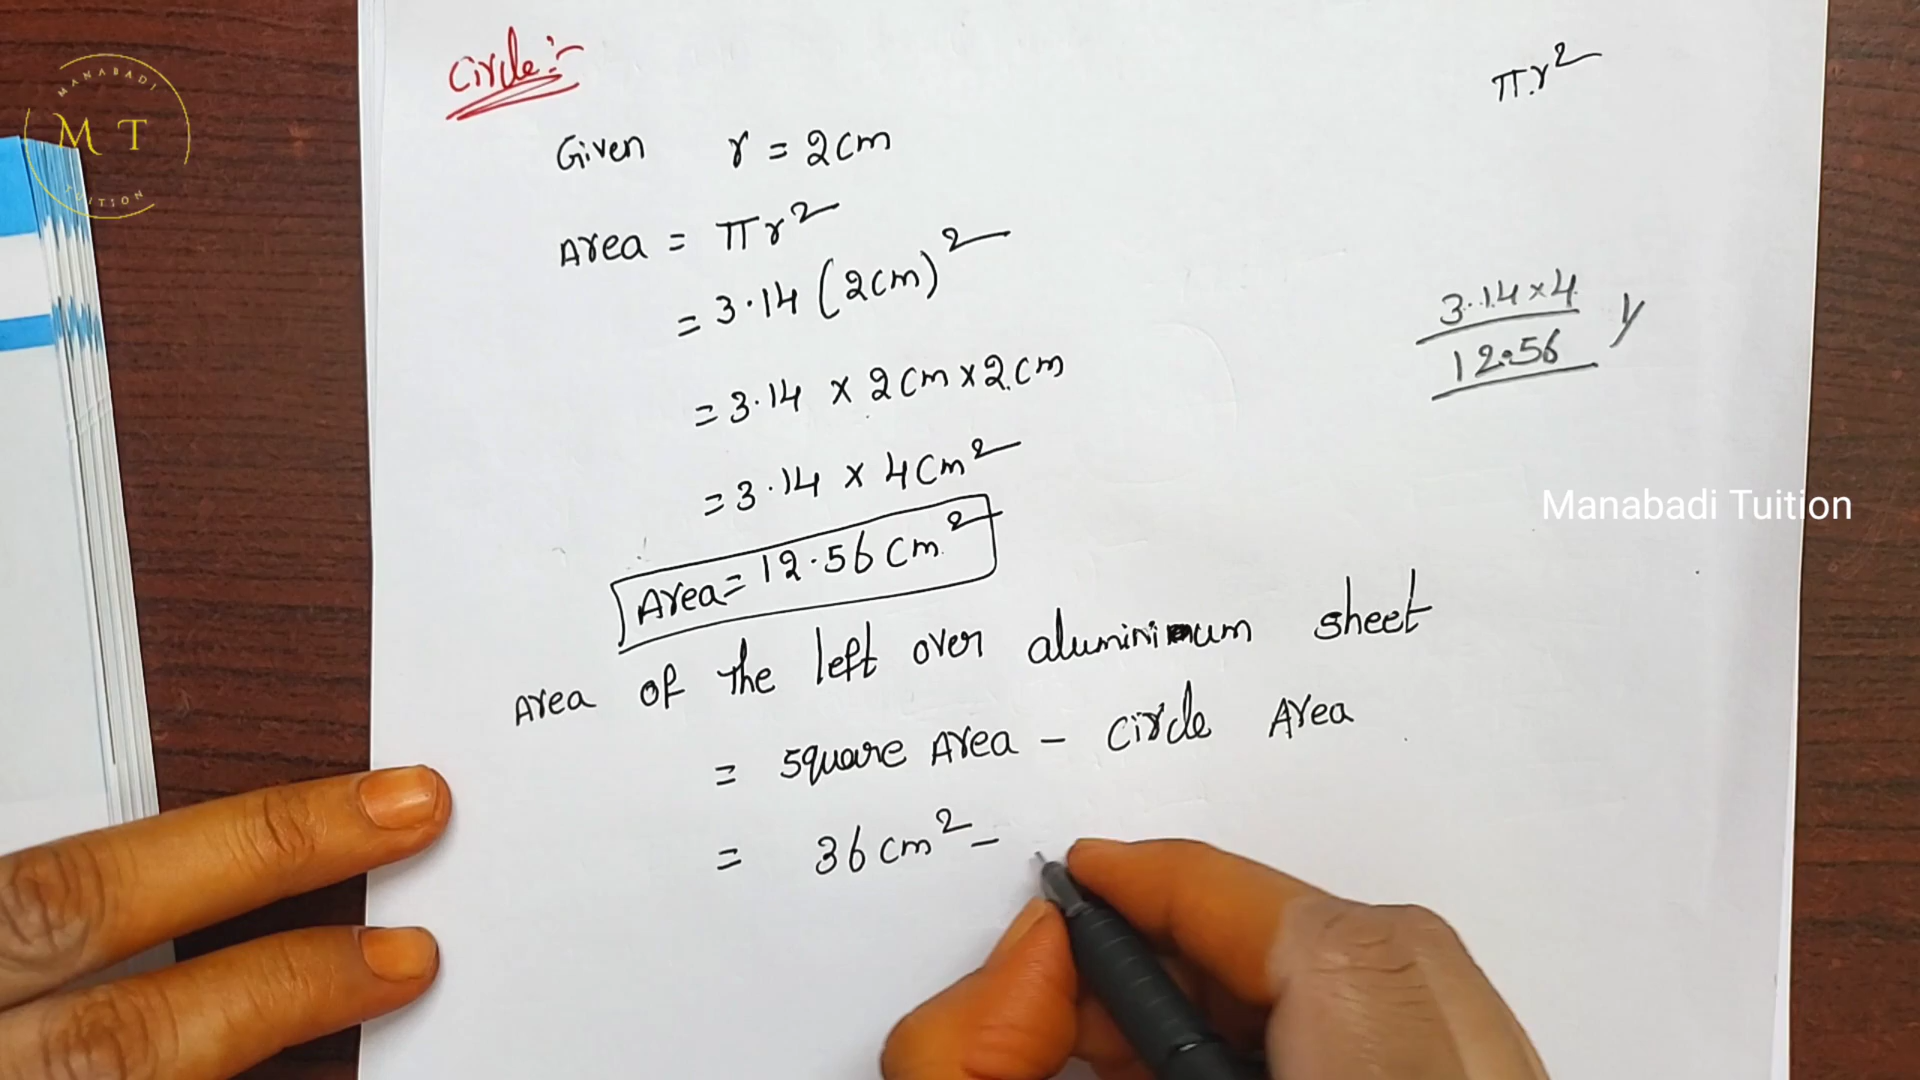 MANABADI
M T
TUITION
Circle:-
πr²
Given r = 2cm
Area = πr²
= 3.14 (2cm)²
= 3.14 × 2cm × 2cm
3.14×4
12.56
= 3.14 × 4cm²
Area = 12.56 cm²
Manabadi Tuition
Area of the left over aluminium sheet
= square Area - circle Area
= 36 cm² -